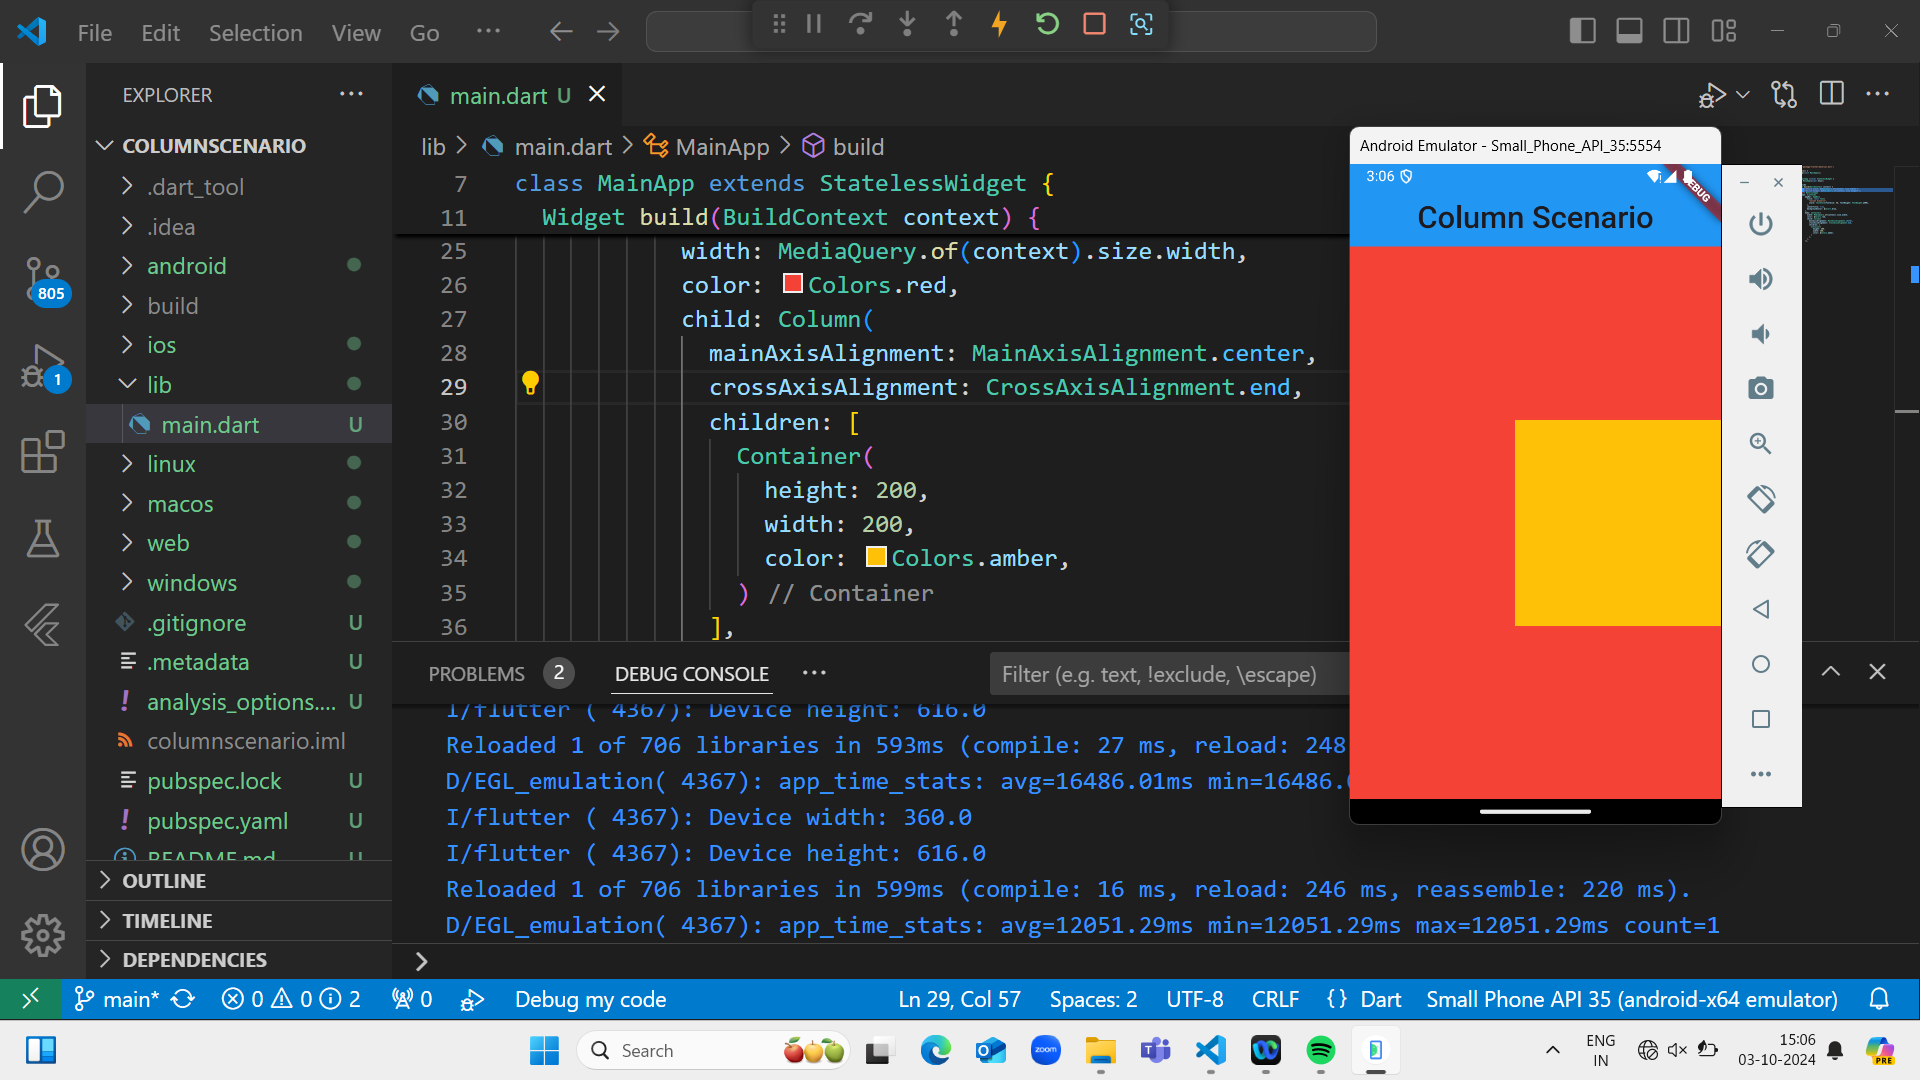 File Edit Selection View Go
EXPLORER
main.dart U
COLUMNSCENARIO
.dart_tool
.idea
android
build
ios
lib
main.dart U
linux
macos
web
windows
.gitignore U
.metadata U
analysis_options.... U
columnscenario.iml
pubspec.lock U
pubspec.yaml U
README.md U
OUTLINE
TIMELINE
DEPENDENCIES
805
1
lib > main.dart > MainApp > build
7 class MainApp extends StatelessWidget {
11 Widget build(BuildContext context) {
25 width: MediaQuery.of(context).size.width,
26 color: Colors.red,
27 child: Column(
28 mainAxisAlignment: MainAxisAlignment.center,
29 crossAxisAlignment: CrossAxisAlignment.end,
30 children: [
31 Container(
32 height: 200,
33 width: 200,
34 color: Colors.amber,
35 ) // Container
36 ],
PROBLEMS 2 DEBUG CONSOLE
Filter (e.g. text, !exclude, \escape)
I/flutter ( 4367): Device height: 616.0
Reloaded 1 of 706 libraries in 593ms (compile: 27 ms, reload: 248
D/EGL_emulation( 4367): app_time_stats: avg=16486.01ms min=16486.
I/flutter ( 4367): Device width: 360.0
I/flutter ( 4367): Device height: 616.0
Reloaded 1 of 706 libraries in 599ms (compile: 16 ms, reload: 246 ms, reassemble: 220 ms).
D/EGL_emulation( 4367): app_time_stats: avg=12051.29ms min=12051.29ms max=12051.29ms count=1
Android Emulator - Small_Phone_API_35:5554
3:06
DEBUG
Column Scenario
main* 0 0 2 0 Debug my code Ln 29, Col 57 Spaces: 2 UTF-8 CRLF {} Dart Small Phone API 35 (android-x64 emulator)
Search
zoom
ENG
IN
15:06
03-10-2024
PRE